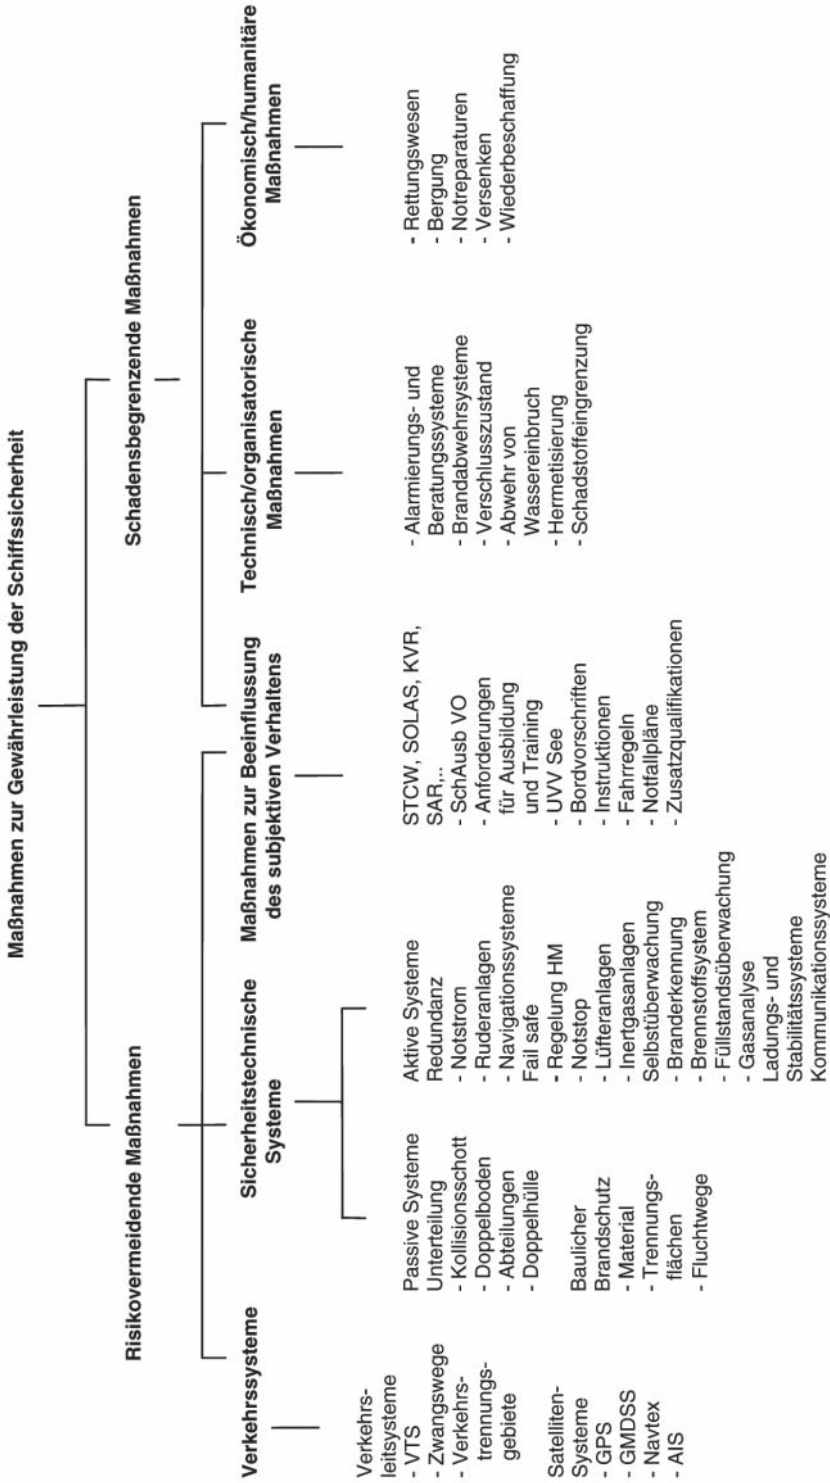 Maßnahmen zur Gewährleistung der Schiffssicherheit
Risikovermeidende Maßnahmen
Schadensbegrenzende Maßnahmen
Verkehrssysteme
Verkehrs-
leitsysteme
- VTS
- Zwangswege
- Verkehrs-
trennungs-
gebiete
Satelliten-
Systeme
- GPS
GMDSS
- Navtex
- AIS
Sicherheitstechnische
Systeme
Passive Systeme
Unterteilung
- Kollisionsschott
- Doppelboden
- Abteilungen
- Doppelhülle
Baulicher
Brandschutz
- Material
- Trennungs-
flächen
- Fluchtwege
Aktive Systeme
Redundanz
- Notstrom
- Ruderanlagen
- Navigationssysteme
Fail safe
- Regelung HM
- Notstop
- Lüfteranlagen
- Inertgasanlagen
Selbstüberwachung
- Branderkennung
- Brennstoffsystem
- Füllstandsüberwachung
- Gasanalyse
Ladungs- und
Stabilitätssysteme
Kommunikationssysteme
Maßnahmen zur Beeinflussung
des subjektiven Verhaltens
STCW, SOLAS, KVR,
SAR,..
- SchAusb VO
- Anforderungen
für Ausbildung
und Training
- UVV See
- Bordvorschriften
- Instruktionen
- Fahrregeln
- Notfallpläne
- Zusatzqualifikationen
Technisch/organisatorische
Maßnahmen
- Alarmierungs- und
Beratungssysteme
- Brandabwehrsysteme
- Verschlusszustand
- Abwehr von
Wassereinbruch
- Hermetisierung
- Schadstoffeingrenzung
Ökonomisch/humanitäre
Maßnahmen
- Rettungswesen
- Bergung
- Notreparaturen
- Versenken
- Wiederbeschaffung